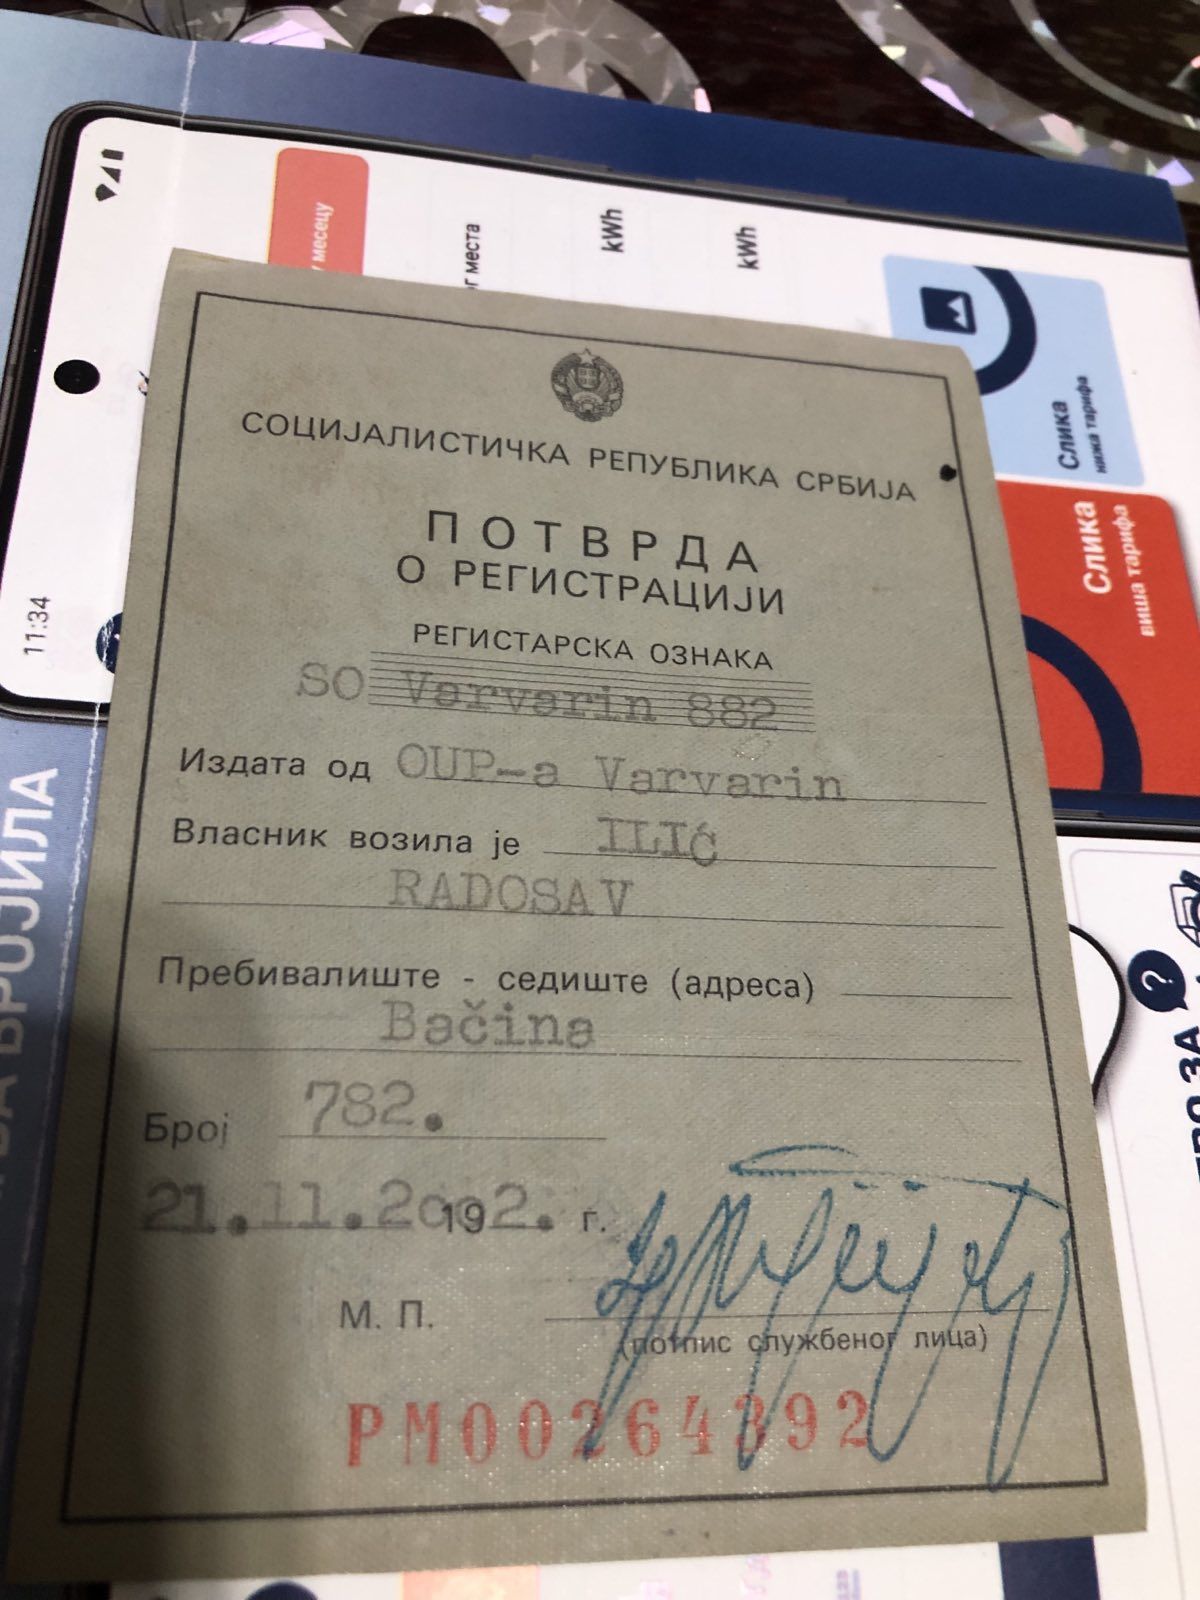 11:34
месецу
г места
kWh
kWh
Слика
нижа тарифа
Слика
виша тарифа
БРОЈИЛА
ЗА
СОЦИЈАЛИСТИЧКА РЕПУБЛИКА СРБИЈА
ПОТВРДА
О РЕГИСТРАЦИЈИ
РЕГИСТАРСКА ОЗНАКА
SO Varvarin 882
Издата од OUP-a Varvarin
Власник возила је ILIĆ
RADOSAV
Пребивалиште - седиште (адреса)
Bačina
Број 782.
21.11.2002. г.
М. П.
(потпис службеног лица)
PM00264392